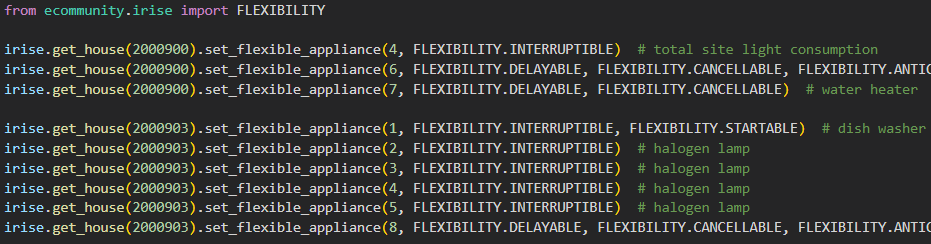 from ecommunity.irise import FLEXIBILITY
irise.get_house(2000900).set_flexible_appliance(4, FLEXIBILITY.INTERRUPTIBLE)  # total site light consumption
irise.get_house(2000900).set_flexible_appliance(6, FLEXIBILITY.DELAYABLE, FLEXIBILITY.CANCELLABLE, FLEXIBILITY.ANTIC
irise.get_house(2000900).set_flexible_appliance(7, FLEXIBILITY.DELAYABLE, FLEXIBILITY.CANCELLABLE)  # water heater
irise.get_house(2000903).set_flexible_appliance(1, FLEXIBILITY.INTERRUPTIBLE, FLEXIBILITY.STARTABLE)  # dish washer
irise.get_house(2000903).set_flexible_appliance(2, FLEXIBILITY.INTERRUPTIBLE)  # halogen lamp
irise.get_house(2000903).set_flexible_appliance(3, FLEXIBILITY.INTERRUPTIBLE)  # halogen lamp
irise.get_house(2000903).set_flexible_appliance(4, FLEXIBILITY.INTERRUPTIBLE)  # halogen lamp
irise.get_house(2000903).set_flexible_appliance(5, FLEXIBILITY.INTERRUPTIBLE)  # halogen lamp
irise.get_house(2000903).set_flexible_appliance(8, FLEXIBILITY.DELAYABLE, FLEXIBILITY.CANCELLABLE, FLEXIBILITY.ANTIC